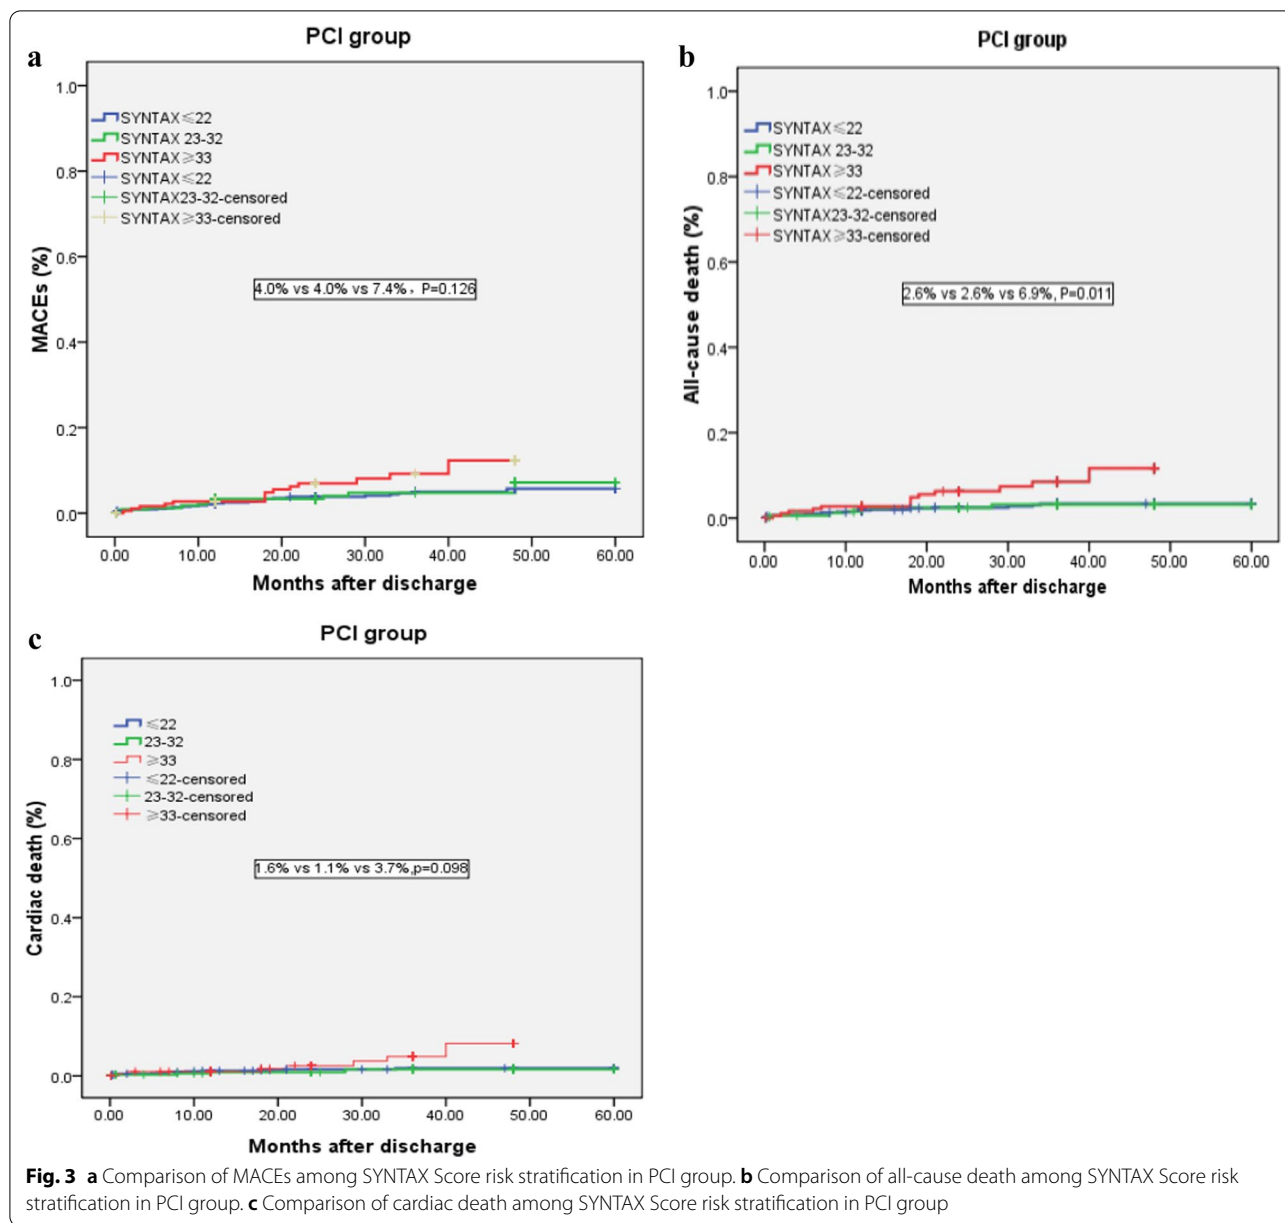 a
PCI group
1.0
0.8
0.6
0.4
0.2
0.0
MACEs (%)
SYNTAX≤22
SYNTAX 23-32
SYNTAX≥33
SYNTAX≤22
SYNTAX23-32-censored
SYNTAX≥33-censored
4.0% vs 4.0% vs 7.4%，P=0.126
0.00 10.00 20.00 30.00 40.00 50.00 60.00
Months after discharge
b
PCI group
1.0
0.8
0.6
0.4
0.2
0.0
All-cause death (%)
SYNTAX≤22
SYNTAX 23-32
SYNTAX≥33
SYNTAX≤22-censored
SYNTAX23-32-censored
SYNTAX≥33-censored
2.6% vs 2.6% vs 6.9%, P=0.011
0.00 10.00 20.00 30.00 40.00 50.00 60.00
Months after discharge
c
PCI group
1.0
0.8
0.6
0.4
0.2
0.0
Cardiac death (%)
≤22
23-32
≥33
≤22-censored
23-32-censored
≥33-censored
1.6% vs 1.1% vs 3.7%,p=0.098
0.00 10.00 20.00 30.00 40.00 50.00 60.00
Months after discharge
Fig. 3 a Comparison of MACEs among SYNTAX Score risk stratification in PCI group. b Comparison of all-cause death among SYNTAX Score risk
stratification in PCI group. c Comparison of cardiac death among SYNTAX Score risk stratification in PCI group